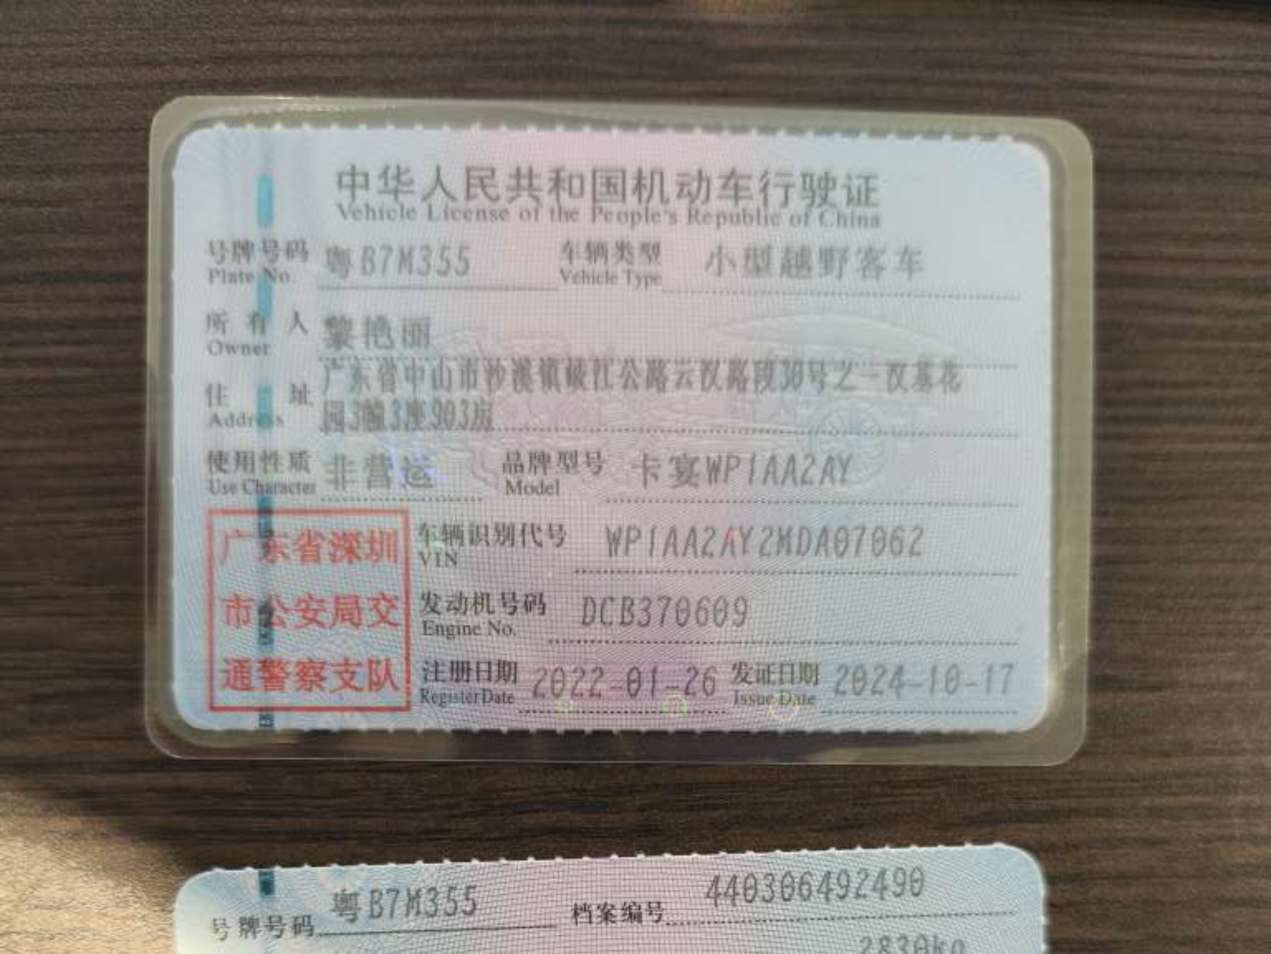 中华人民共和国机动车行驶证
Vehicle License of the People's Republic of China
号牌号码 粤B7M355 车辆类型 小型越野客车
Plate No. Vehicle Type
所有人 黎艳丽
Owner
住址 广东省中山市沙溪镇岐江公路云汉路段30号之一汉基花
Address 园3幢3座903房
使用性质 非营运 品牌型号 卡宴WP1AA2AY
Use Character Model
广东省深圳 车辆识别代号 WP1AA2AY2MDA07062
VIN
市公安局交 发动机号码 DCB370609
Engine No.
通警察支队 注册日期 2022-01-26 发证日期 2024-10-17
Register Date Issue Date
号牌号码 粤B7M355 档案编号 440306492490
2830kg